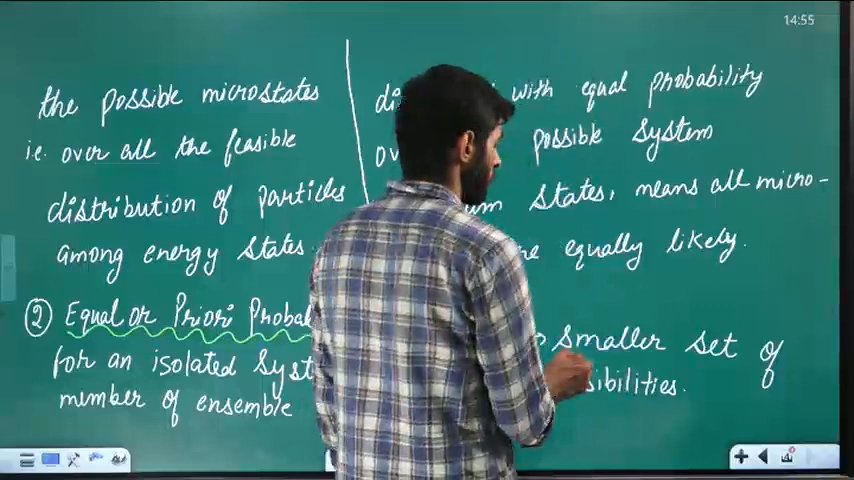 14:55
the possible microstates
i.e. over all the feasible
distribution of particles
among energy states.
② Equal or Priori Proba
for an isolated Syst
member of ensemble
with equal probability
possible system
States, means all micro-
equally likely.
smaller set of
sibilities.